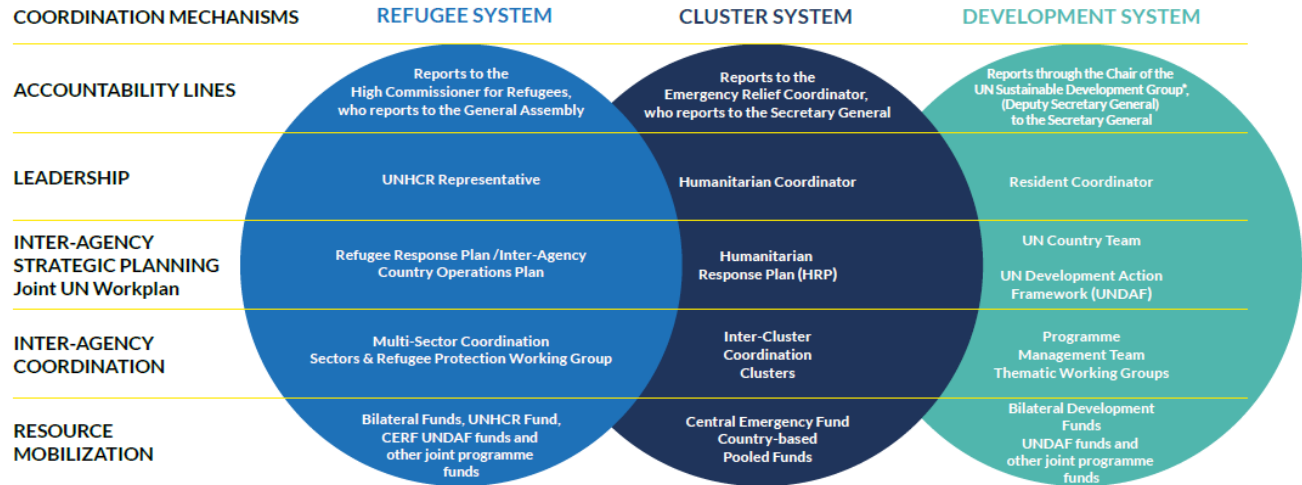 COORDINATION MECHANISMS
REFUGEE SYSTEM
CLUSTER SYSTEM
DEVELOPMENT SYSTEM
ACCOUNTABILITY LINES
Reports to the
High Commissioner for Refugees,
who reports to the General Assembly
Reports to the
Emergency Relief Coordinator,
who reports to the Secretary General
Reports through the Chair of the
UN Sustainable Development Group*,
(Deputy Secretary General)
to the Secretary General
LEADERSHIP
UNHCR Representative
Humanitarian Coordinator
Resident Coordinator
INTER-AGENCY
STRATEGIC PLANNING
Joint UN Workplan
Refugee Response Plan /Inter-Agency
Country Operations Plan
Humanitarian
Response Plan (HRP)
UN Country Team
UN Development Action
Framework (UNDAF)
INTER-AGENCY
COORDINATION
Multi-Sector Coordination
Sectors & Refugee Protection Working Group
Inter-Cluster
Coordination
Clusters
Programme
Management Team
Thematic Working Groups
RESOURCE
MOBILIZATION
Bilateral Funds, UNHCR Fund,
CERF UNDAF funds and
other joint programme
funds
Central Emergency Fund
Country-based
Pooled Funds
Bilateral Development
Funds
UNDAF funds and
other joint programme
funds